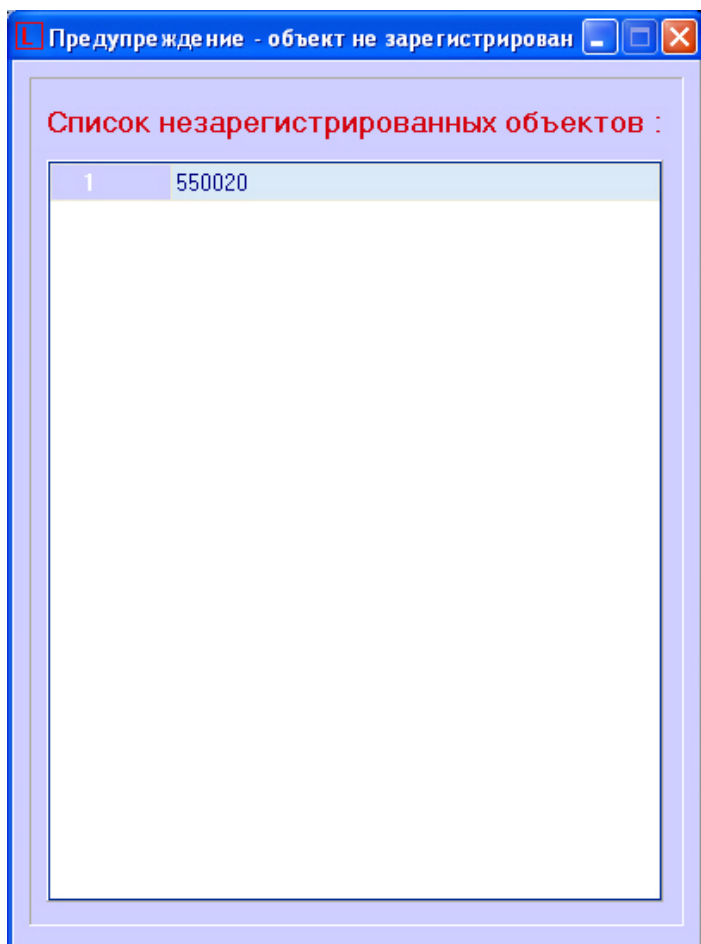 L Предупреждение - объект не зарегистрирован
Список незарегистрированных объектов :
1 550020